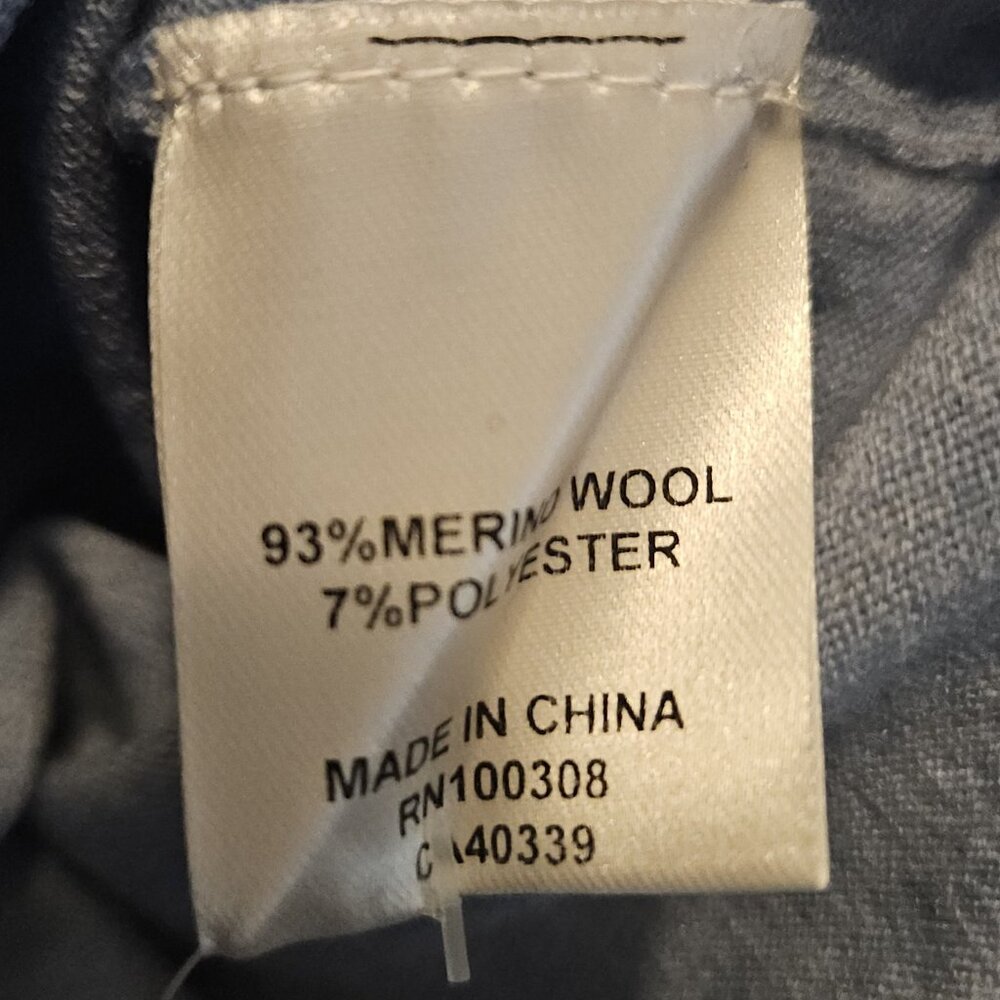 93%MERINO WOOL
7%POLYESTER
MADE IN CHINA
RN100308
CA40339